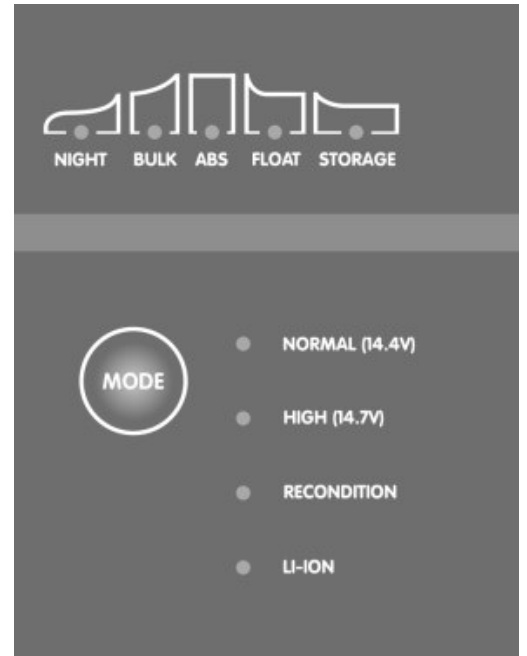 NIGHT BULK ABS FLOAT STORAGE
MODE
NORMAL (14.4V)
HIGH (14.7V)
RECONDITION
LI-ION